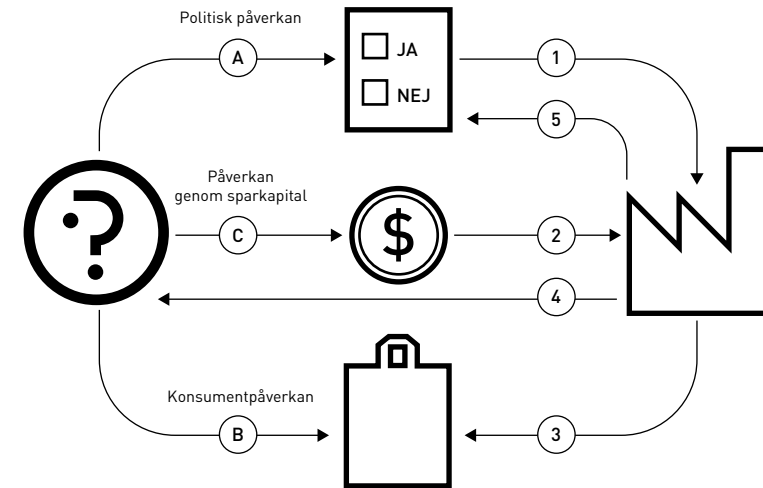 Politisk påverkan
A
JA
NEJ
1
5
Påverkan
genom sparkapital
C
$
2
4
Konsumentpåverkan
B
3